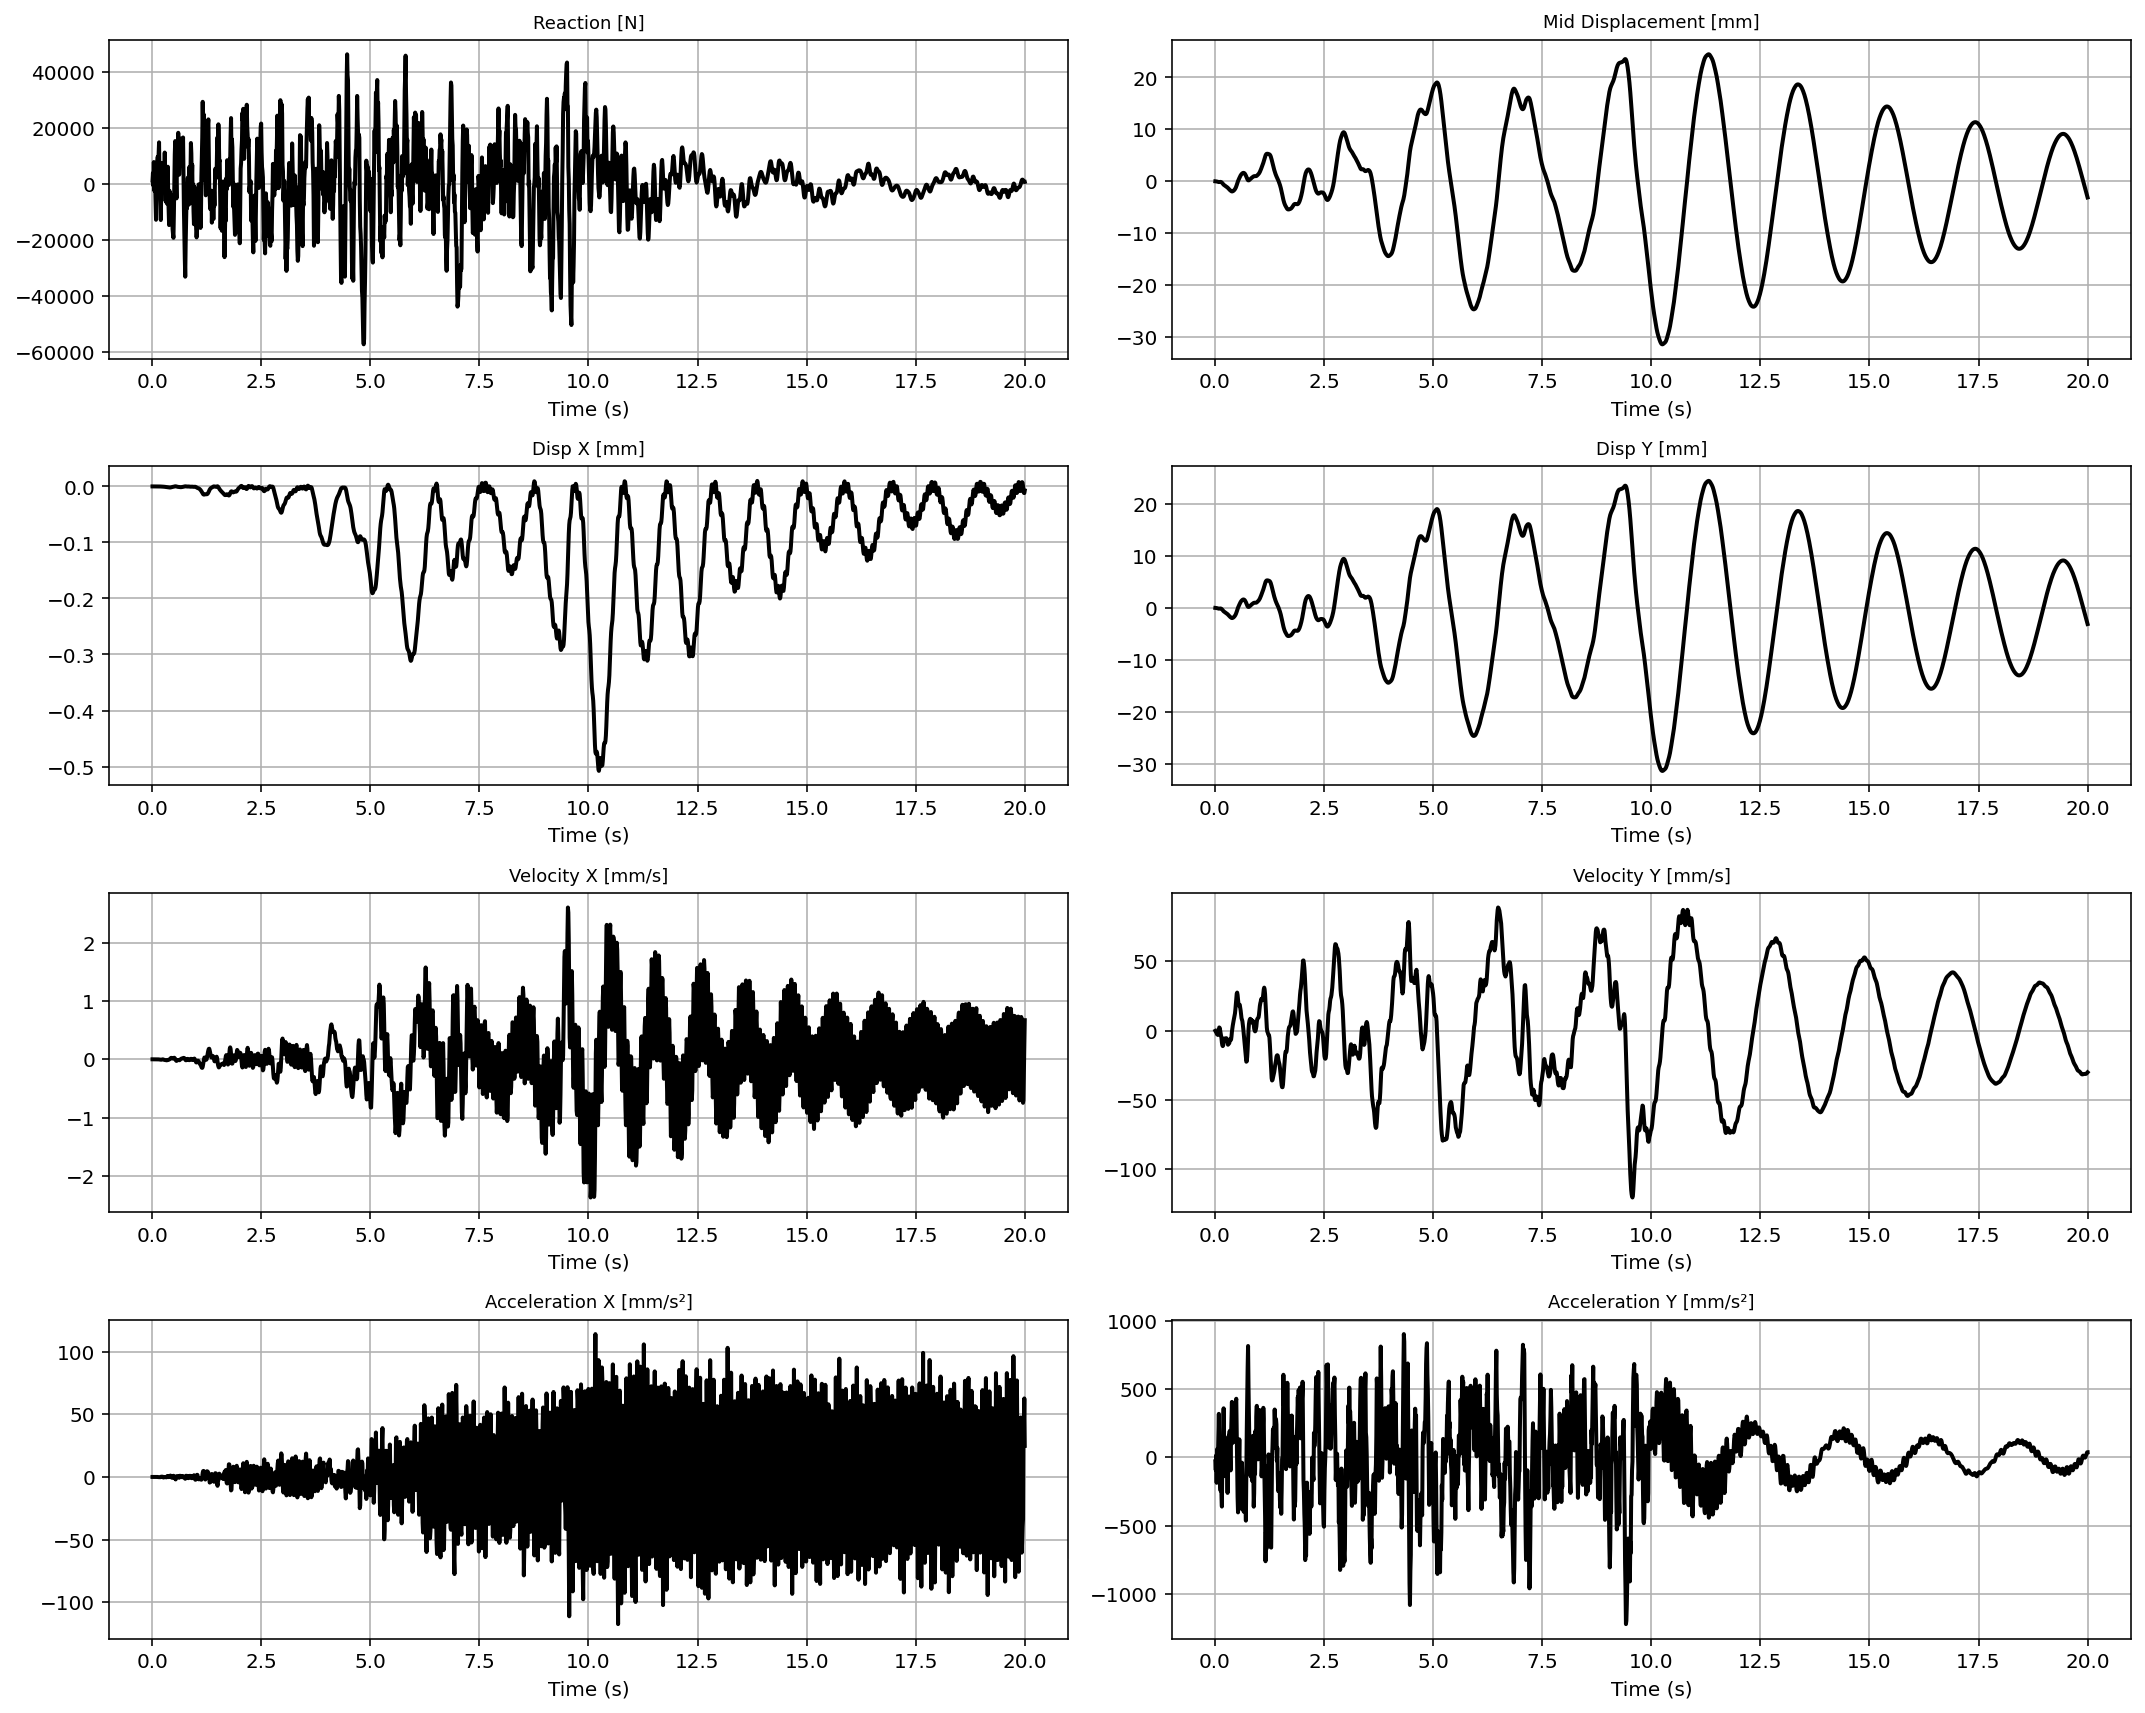 Reaction [N]
40000
20000
0
−20000
−40000
−60000
0.0 2.5 5.0 7.5 10.0 12.5 15.0 17.5 20.0
Time (s)
Mid Displacement [mm]
20
10
0
−10
−20
−30
0.0 2.5 5.0 7.5 10.0 12.5 15.0 17.5 20.0
Time (s)
Disp X [mm]
0.0
−0.1
−0.2
−0.3
−0.4
−0.5
0.0 2.5 5.0 7.5 10.0 12.5 15.0 17.5 20.0
Time (s)
Disp Y [mm]
20
10
0
−10
−20
−30
0.0 2.5 5.0 7.5 10.0 12.5 15.0 17.5 20.0
Time (s)
Velocity X [mm/s]
2
1
0
−1
−2
0.0 2.5 5.0 7.5 10.0 12.5 15.0 17.5 20.0
Time (s)
Velocity Y [mm/s]
50
0
−50
−100
0.0 2.5 5.0 7.5 10.0 12.5 15.0 17.5 20.0
Time (s)
Acceleration X [mm/s²]
100
50
0
−50
−100
0.0 2.5 5.0 7.5 10.0 12.5 15.0 17.5 20.0
Time (s)
Acceleration Y [mm/s²]
1000
500
0
−500
−1000
0.0 2.5 5.0 7.5 10.0 12.5 15.0 17.5 20.0
Time (s)